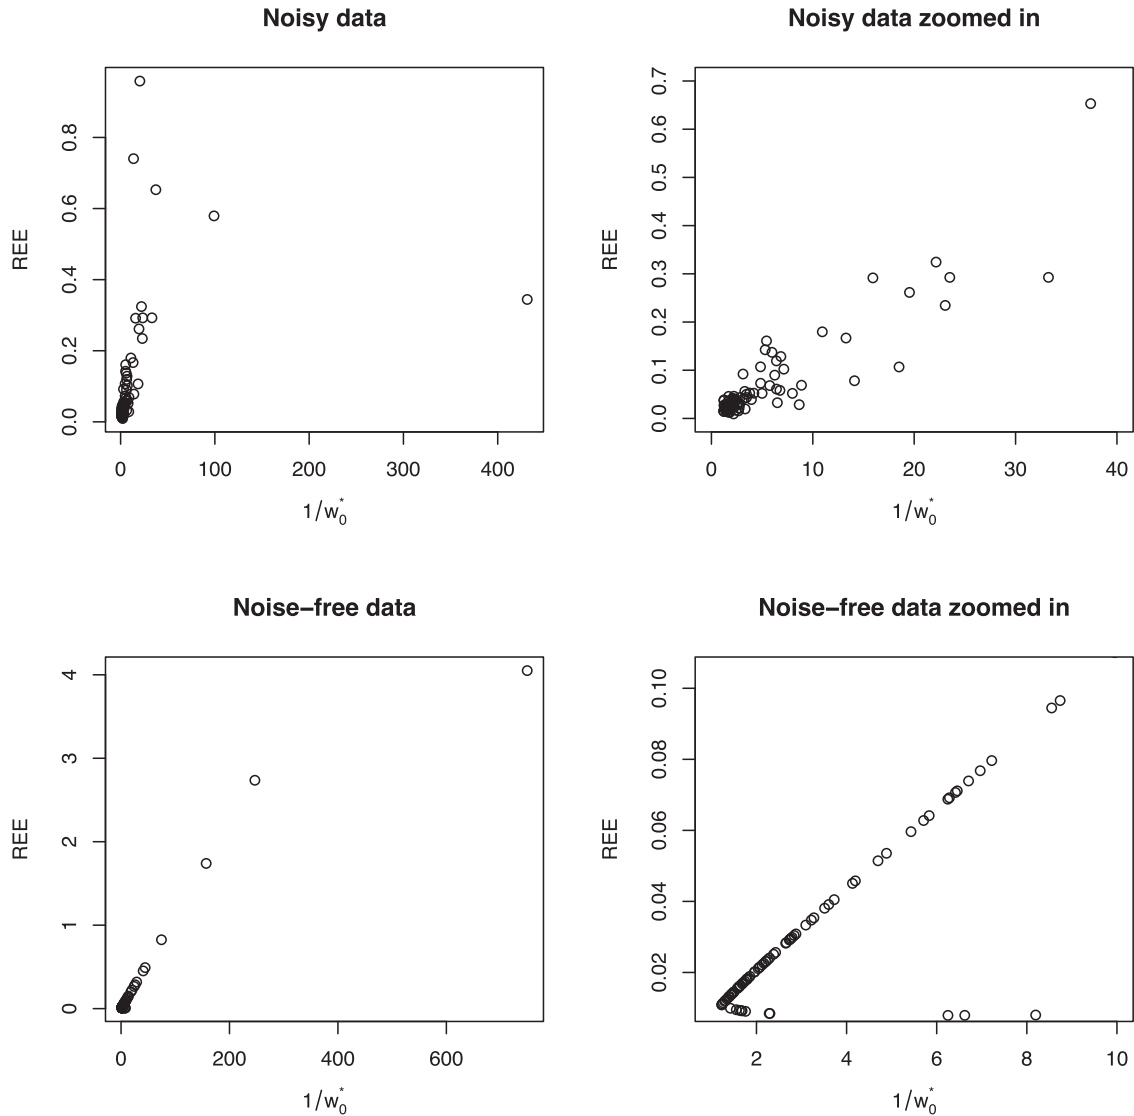 Noisy data
REE
0.0 0.2 0.4 0.6 0.8
0 100 200 300 400
1/w₀*
Noisy data zoomed in
REE
0.0 0.1 0.2 0.3 0.4 0.5 0.6 0.7
0 10 20 30 40
1/w₀*
Noise–free data
REE
0 1 2 3 4
0 200 400 600
1/w₀*
Noise–free data zoomed in
REE
0.02 0.04 0.06 0.08 0.10
2 4 6 8 10
1/w₀*